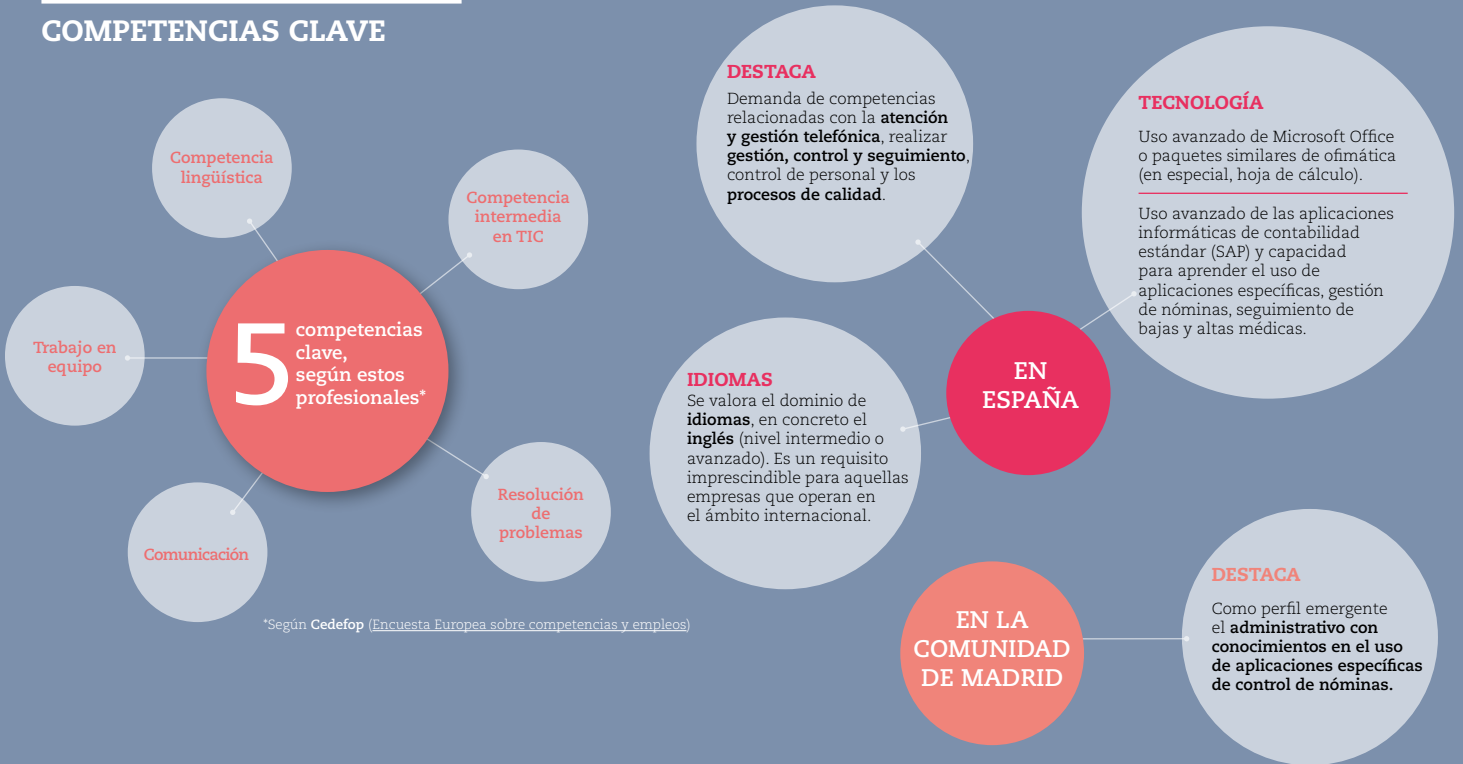 COMPETENCIAS CLAVE
Competencia
lingüística
Competencia
intermedia
en TIC
5
competencias
clave,
según estos
profesionales*
Trabajo en
equipo
Comunicación
Resolución
de
problemas
*Según Cedefop (Encuesta Europea sobre competencias y empleos)
DESTACA
Demanda de competencias
relacionadas con la atención
y gestión telefónica, realizar
gestión, control y seguimiento,
control de personal y los
procesos de calidad.
TECNOLOGÍA
Uso avanzado de Microsoft Office
o paquetes similares de ofimática
(en especial, hoja de cálculo).
Uso avanzado de las aplicaciones
informáticas de contabilidad
estándar (SAP) y capacidad
para aprender el uso de
aplicaciones específicas, gestión
de nóminas, seguimiento de
bajas y altas médicas.
EN
ESPAÑA
IDIOMAS
Se valora el dominio de
idiomas, en concreto el
inglés (nivel intermedio o
avanzado). Es un requisito
imprescindible para aquellas
empresas que operan en
el ámbito internacional.
EN LA
COMUNIDAD
DE MADRID
DESTACA
Como perfil emergente
el administrativo con
conocimientos en el uso
de aplicaciones específicas
de control de nóminas.